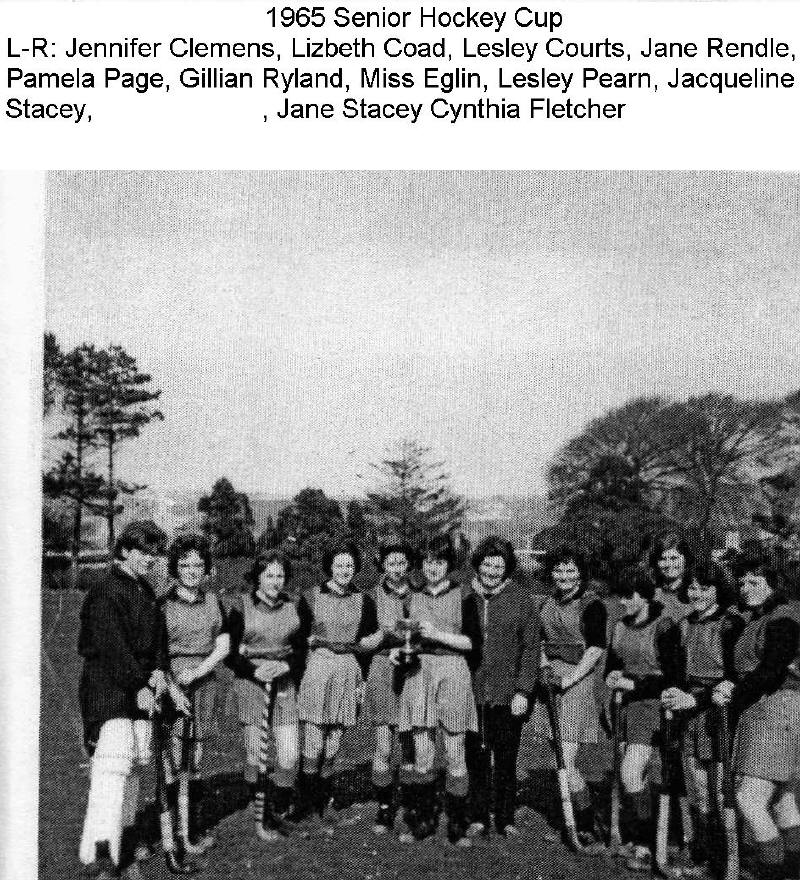 1965 Senior Hockey Cup
L-R: Jennifer Clemens, Lizbeth Coad, Lesley Courts, Jane Rendle,
Pamela Page, Gillian Ryland, Miss Eglin, Lesley Pearn, Jacqueline
Stacey, , Jane Stacey Cynthia Fletcher